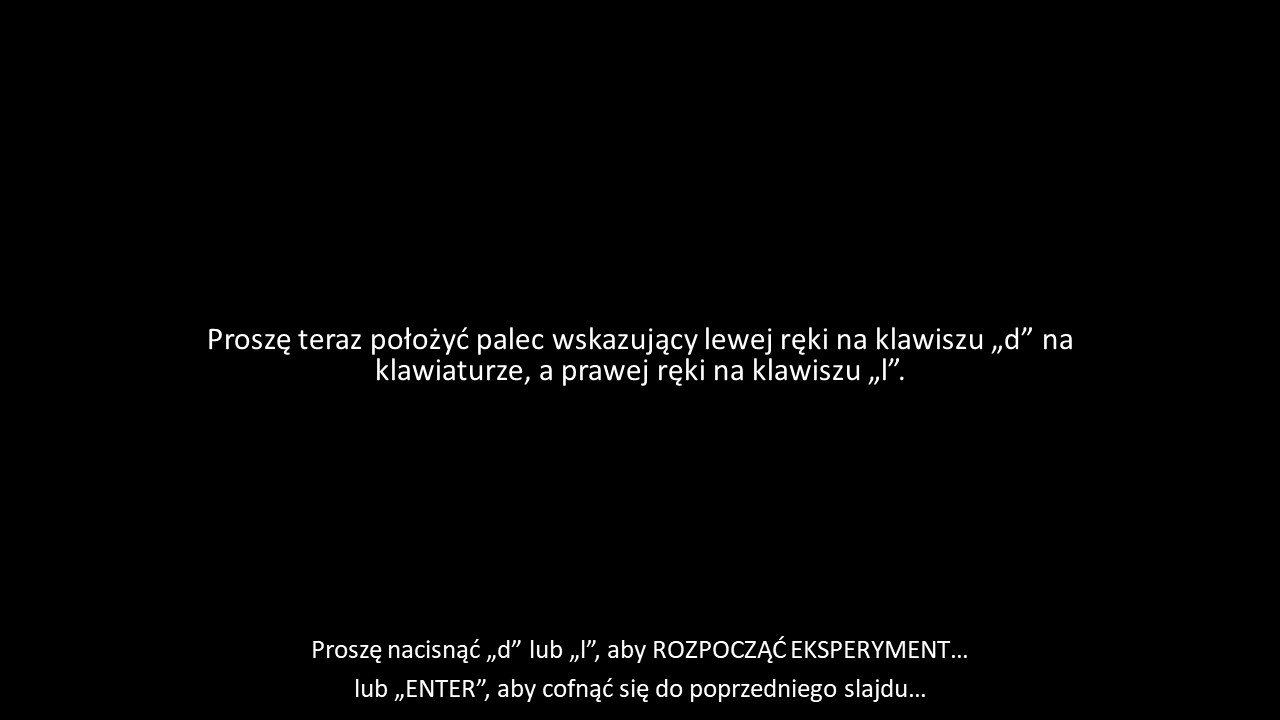 Proszę teraz położyć palec wskazujący lewej ręki na klawiszu „d” na
klawiaturze, a prawej ręki na klawiszu „l”.
Proszę nacisnąć „d” lub „l”, aby ROZPOCZĄĆ EKSPERYMENT…
lub „ENTER”, aby cofnąć się do poprzedniego slajdu…